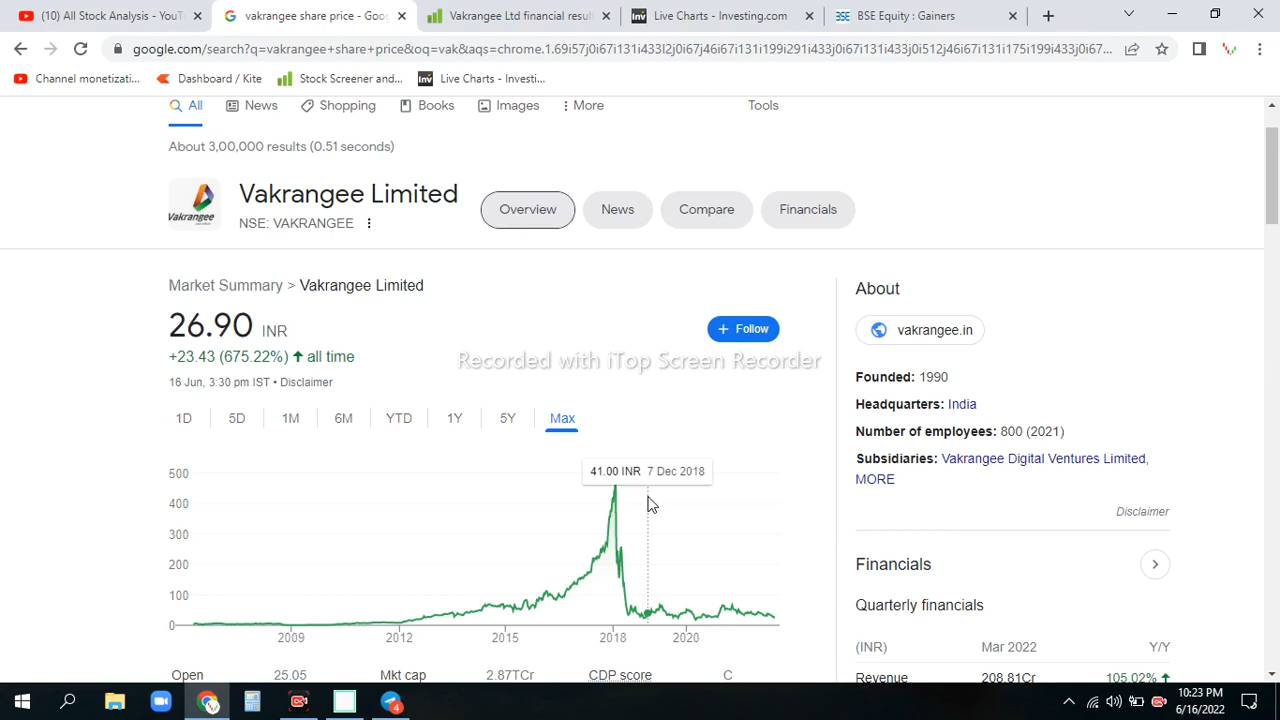 (10) All Stock Analysis - YouT
vakrangee share price - Goo
Vakrangee Ltd financial result
Live Charts - Investing.com
BSE Equity : Gainers
google.com/search?q=vakrangee+share+price&oq=vak&aqs=chrome.1.69i57j0i67i131i433l2j0i67j46i67i131i199i291i433j0i67i131i433j0i512j46i67i131i175i199i433j0i67...
Channel monetizati...
Dashboard / Kite
Stock Screener and...
Live Charts - Investi...
All
News
Shopping
Books
Images
More
Tools
About 3,00,000 results (0.51 seconds)
Vakrangee
Vakrangee Limited
NSE: VAKRANGEE
Overview
News
Compare
Financials
Market Summary > Vakrangee Limited
26.90 INR
+23.43 (675.22%) ↑ all time
16 Jun, 3:30 pm IST • Disclaimer
+ Follow
Recorded with iTop Screen Recorder
1D
5D
1M
6M
YTD
1Y
5Y
Max
41.00 INR 7 Dec 2018
500
400
300
200
100
0
2009
2012
2015
2018
2020
Open 25.05
Mkt cap 2.87TCr
CDP score C
About
vakrangee.in
Founded: 1990
Headquarters: India
Number of employees: 800 (2021)
Subsidiaries: Vakrangee Digital Ventures Limited,
MORE
Disclaimer
Financials
Quarterly financials
(INR) Mar 2022 Y/Y
Revenue 208.81Cr 105.02% ↑
4
10:23 PM
6/16/2022